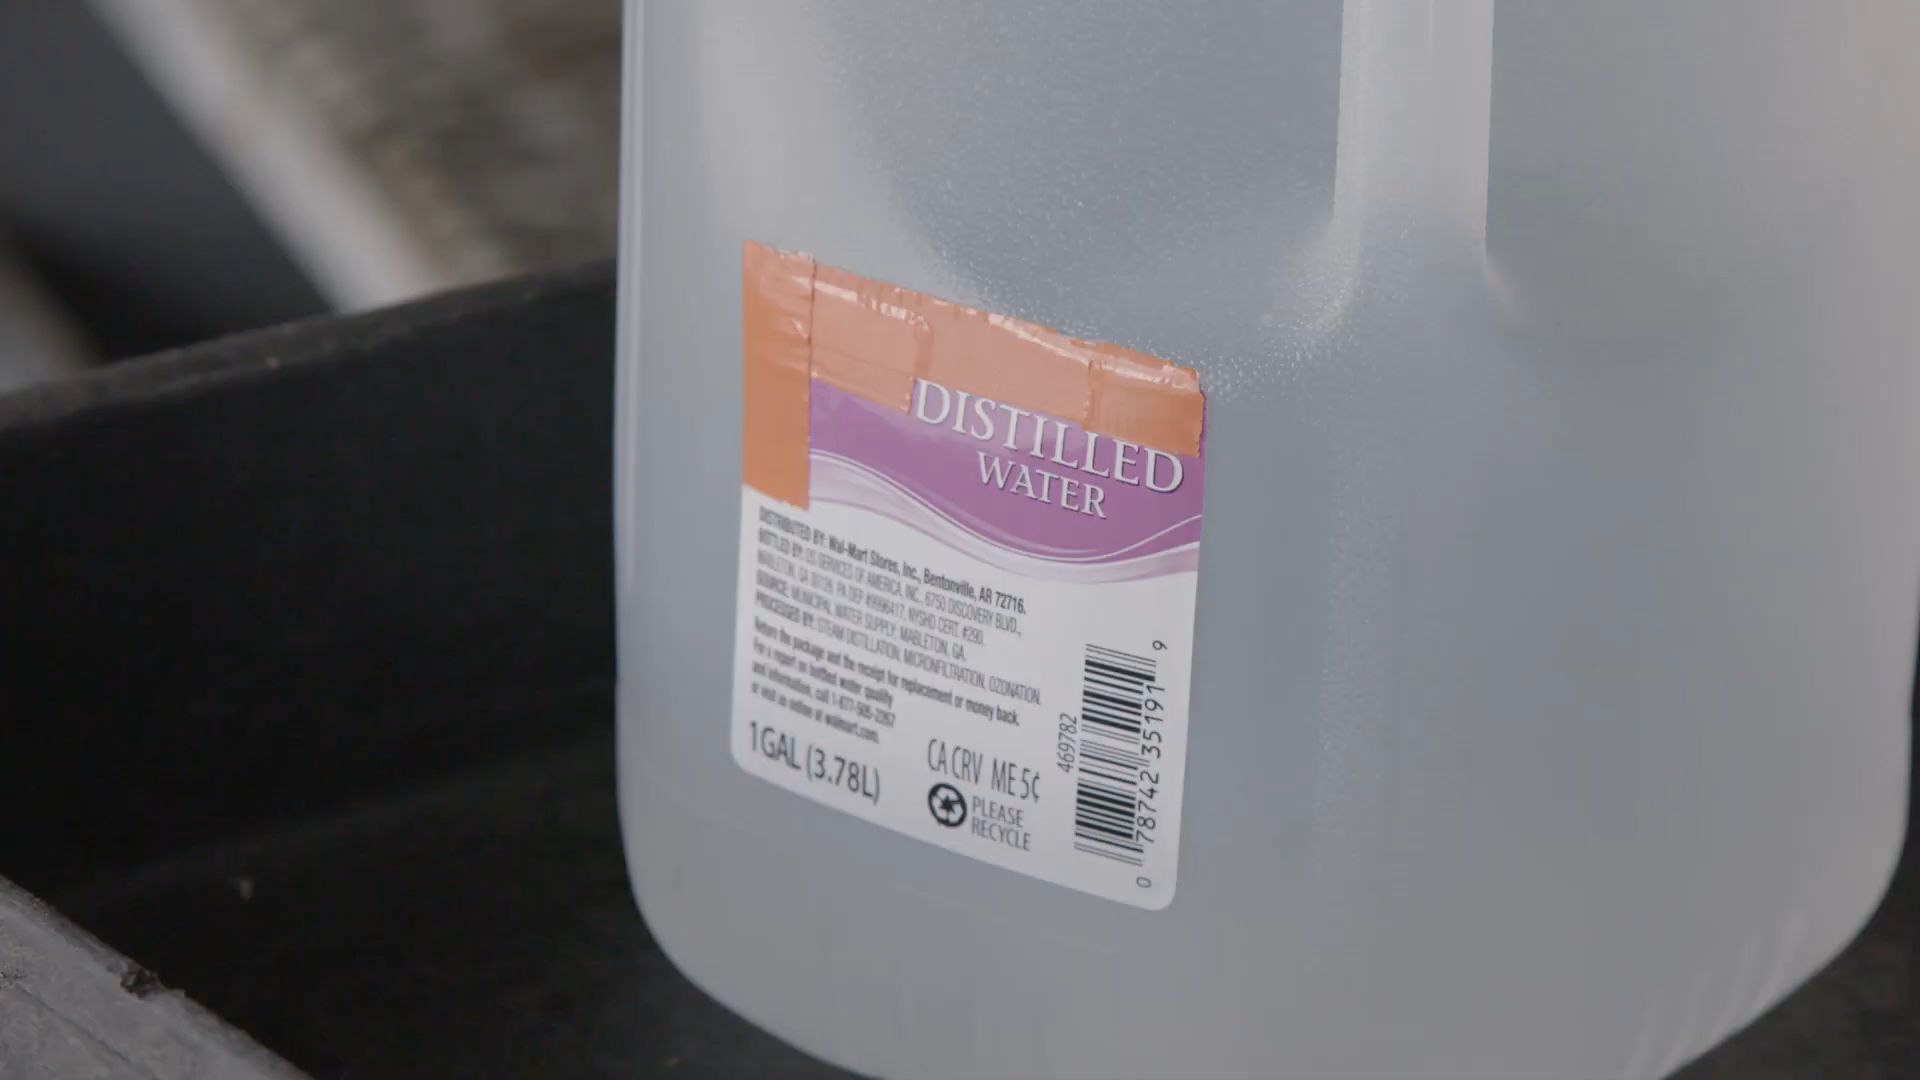 DISTILLED
WATER
DISTRIBUTED BY: Wal-Mart Stores, Inc., Bentonville, AR 72716.
BOTTLED BY: DS SERVICES OF AMERICA, INC., 6750 DISCOVERY BLVD.,
MABLETON, GA 30126. PA DEP #9996417. NYSHD CERT. #290.
SOURCE: MUNICIPAL WATER SUPPLY, MABLETON, GA.
PROCESSED BY: STEAM DISTILLATION, MICRONFILTRATION, OZONATION.
Return the package and the receipt for replacement or money back.
For a report on bottled water quality
and information, call 1-877-505-2267
or visit us online at walmart.com.
1 GAL (3.78L)
CA CRV ME 5¢
PLEASE
RECYCLE
469782
0 78742 35191 9